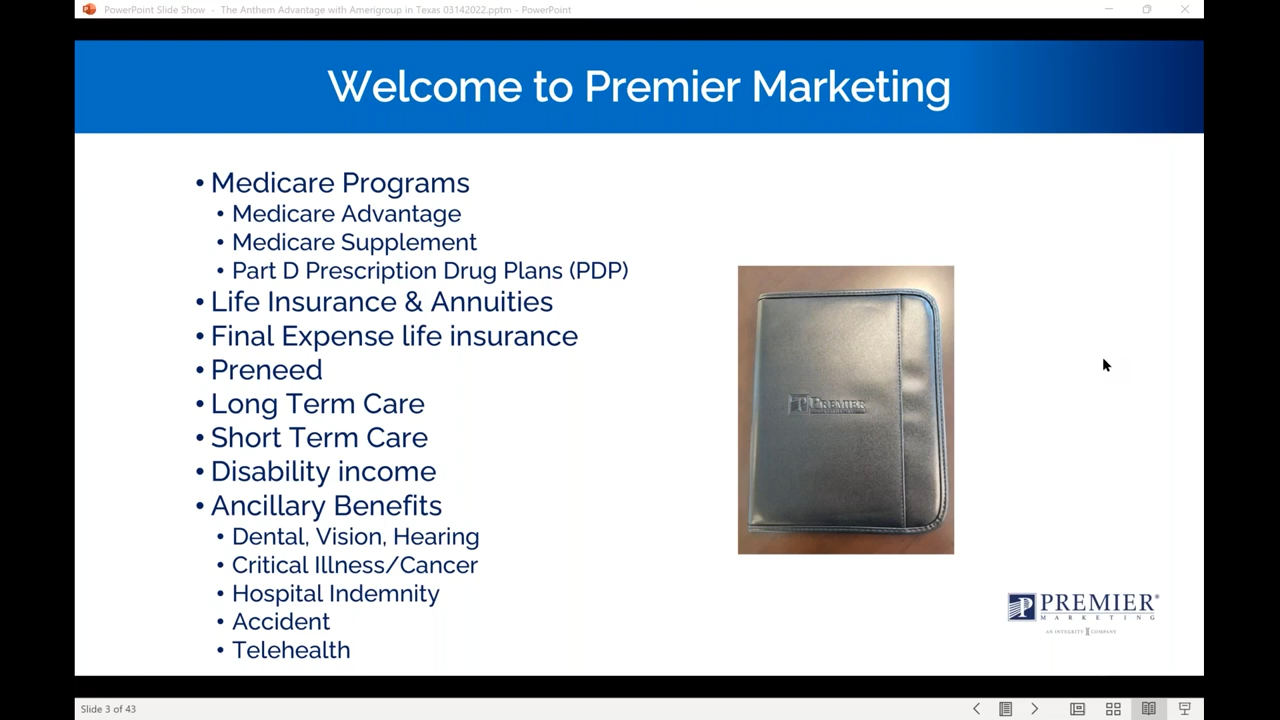 PowerPoint Slide Show - The Anthem Advantage with Amerigroup in Texas 03142022.pptm - PowerPoint
Welcome to Premier Marketing
• Medicare Programs
• Medicare Advantage
• Medicare Supplement
• Part D Prescription Drug Plans (PDP)
• Life Insurance & Annuities
• Final Expense life insurance
• Preneed
• Long Term Care
• Short Term Care
• Disability income
• Ancillary Benefits
• Dental, Vision, Hearing
• Critical Illness/Cancer
• Hospital Indemnity
• Accident
• Telehealth
PREMIER
PREMIER®
MARKETING
AN INTEGRITY COMPANY
Slide 3 of 43